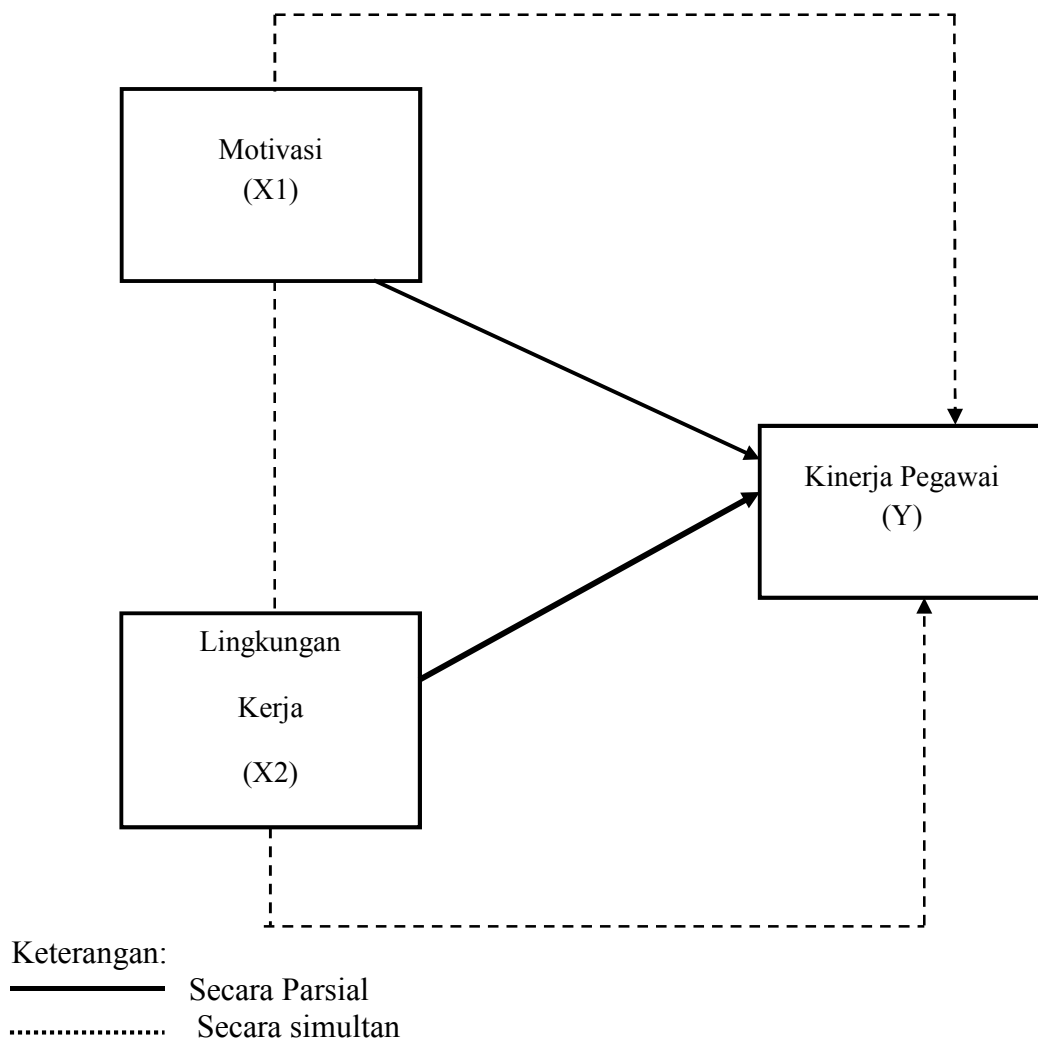 Motivasi
(X1)
Kinerja Pegawai
(Y)
Lingkungan
Kerja
(X2)
Keterangan:
Secara Parsial
Secara simultan